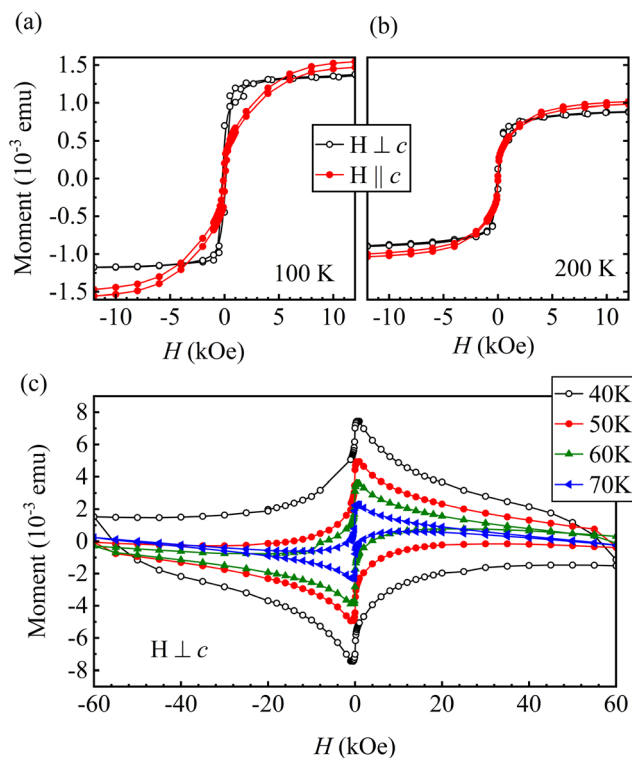 (a)
(b)
1.5
1.0
0.5
0.0
-0.5
-1.0
-1.5
Moment (10⁻³ emu)
H ⊥ c
H || c
100 K
200 K
-10 -5 0 5 10
-10 -5 0 5 10
H (kOe)
H (kOe)
(c)
40K
50K
60K
70K
8
6
4
2
0
-2
-4
-6
-8
Moment (10⁻³ emu)
H ⊥ c
-60 -40 -20 0 20 40 60
H (kOe)